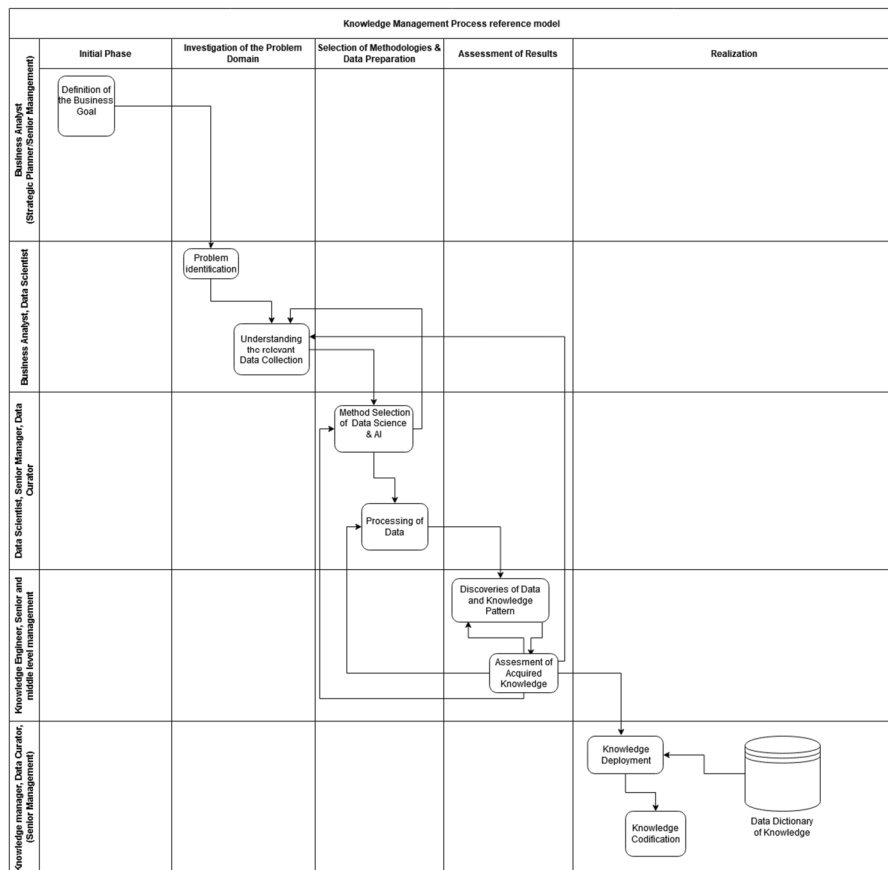 Knowledge Management Process reference model
Initial Phase
Investigation of the Problem
Domain
Selection of Methodologies &
Data Preparation
Assessment of Results
Realization
Business Analyst
(Strategic Planner/Senior Maangement)
Definition of
the Business
Goal
Business Analyst, Data Scientist
Problem
identification
Understanding
the relevant
Data Collection
Data Scientist, Senior Manager, Data
Curator
Method Selection
of Data Science
& AI
Processing of
Data
Knowledge Engineer, Senior and
middle level management
Discoveries of Data
and Knowledge
Pattern
Assesment of
Acquired
Knowledge
Knowledge manager, Data Curator,
(Senior Management)
Knowledge
Deployment
Knowledge
Codification
Data Dictionary
of Knowledge